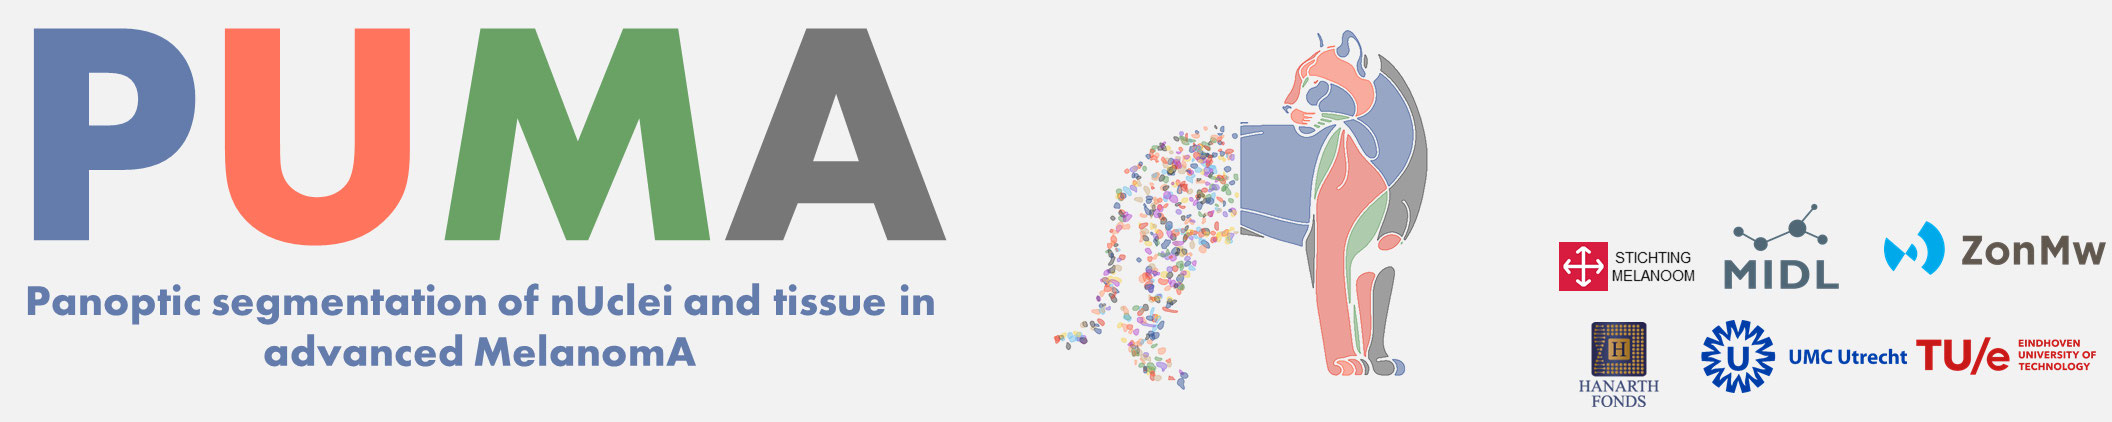 PUMA
Panoptic segmentation of nUclei and tissue in
advanced MelanomA
STICHTING
MELANOOM
MIDL
ZonMw
H
HANARTH
FONDS
U
UMC Utrecht
TU/e
EINDHOVEN
UNIVERSITY OF
TECHNOLOGY